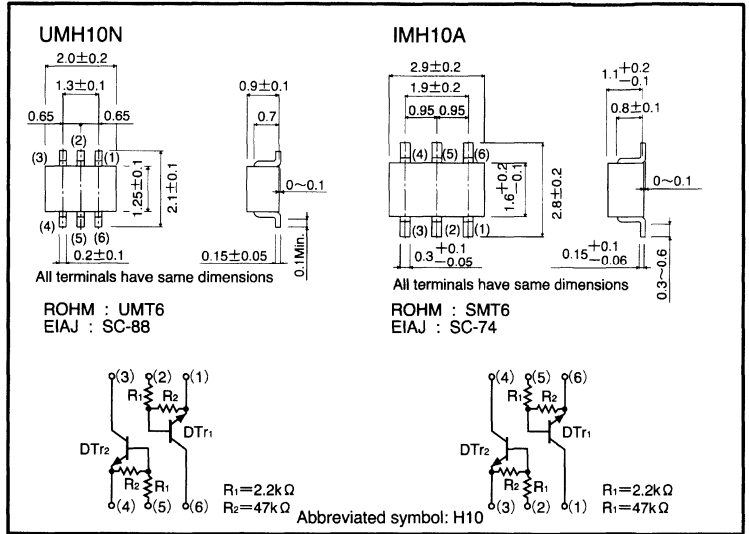 UMH10N
2.0±0.2
1.3±0.1
0.65 0.65
(2)
(3) (1)
(4) (5) (6)
0.2±0.1
1.25±0.1
2.1±0.1
0.9±0.1
0.7
0~0.1
0.15±0.05
0.1Min.
All terminals have same dimensions
ROHM : UMT6
EIAJ : SC-88
IMH10A
2.9±0.2
1.9±0.2
0.95 0.95
(4) (5) (6)
(3) (2) (1)
0.3+0.1 −0.05
1.6+0.2 −0.1
2.8±0.2
1.1+0.2 −0.1
0.8±0.1
0~0.1
0.15+0.1 −0.06
0.3~0.6
All terminals have same dimensions
ROHM : SMT6
EIAJ : SC-74
(3) (2) (1)
R1 R2
DTr1
DTr2
R2 R1
(4) (5) (6)
R1=2.2kΩ
R2=47kΩ
(4) (5) (6)
R1 R2
DTr1
DTr2
R2 R1
(3) (2) (1)
R1=2.2kΩ
R1=47kΩ
Abbreviated symbol: H10